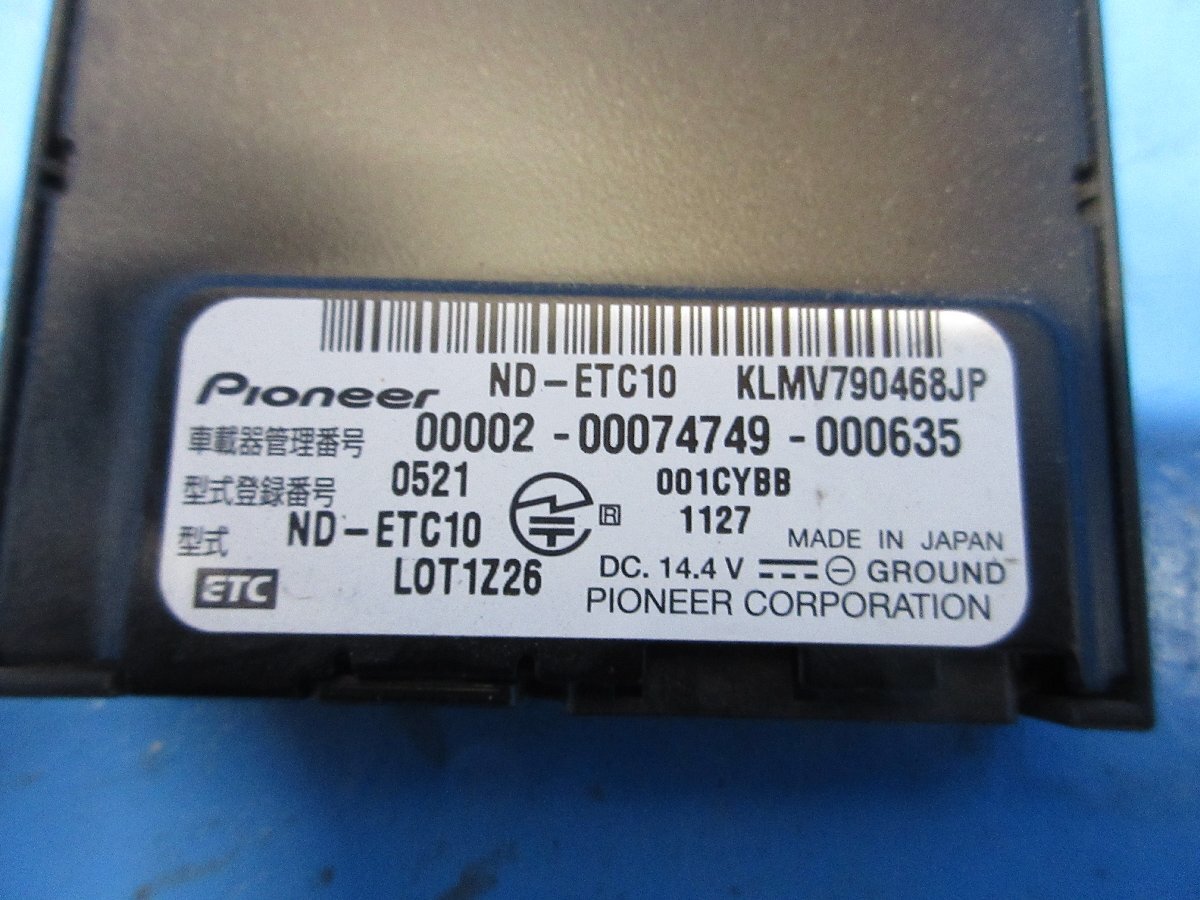 Pioneer ND-ETC10 KLMV790468JP
車載器管理番号 00002-00074749-000635
型式登録番号 0521 001CYBB
型式 ND-ETC10 R 1127
MADE IN JAPAN
ETC LOT1Z26 DC. 14.4 V GROUND
PIONEER CORPORATION